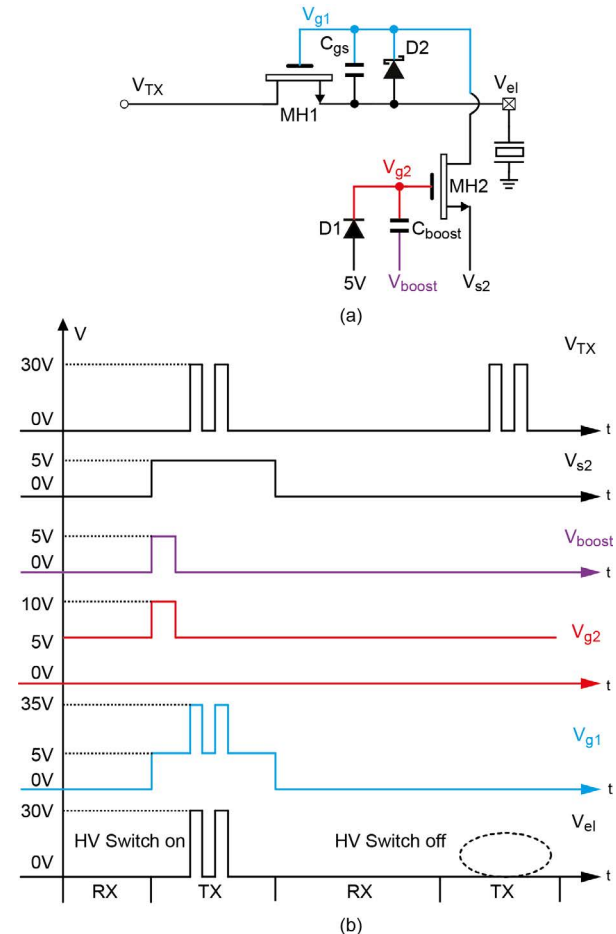 Vg1
Cgs
D2
VTX
Vel
MH1
Vg2
MH2
D1
Cboost
5V
Vboost
Vs2
(a)
V
30V
VTX
0V
t
5V
Vs2
0V
t
5V
Vboost
0V
t
10V
5V
Vg2
0V
t
35V
Vg1
5V
0V
t
30V
Vel
HV Switch on
HV Switch off
0V
t
RX
TX
RX
TX
(b)